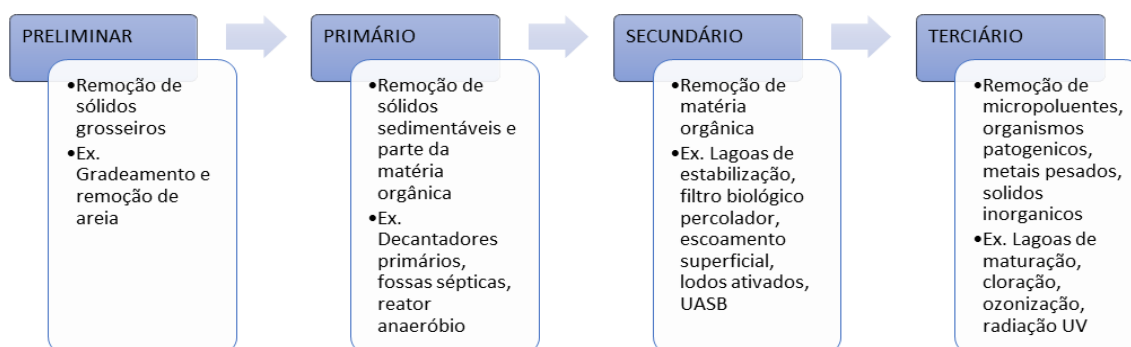 PRELIMINAR
•Remoção de
sólidos
grosseiros
•Ex.
Gradeamento e
remoção de
areia
PRIMÁRIO
•Remoção de
sólidos
sedimentáveis e
parte da
matéria
orgânica
•Ex.
Decantadores
primários,
fossas sépticas,
reator
anaeróbio
SECUNDÁRIO
•Remoção de
matéria
orgânica
•Ex. Lagoas de
estabilização,
filtro biológico
percolador,
escoamento
superficial,
lodos ativados,
UASB
TERCIÁRIO
•Remoção de
micropoluentes,
organismos
patogenicos,
metais pesados,
solidos
inorganicos
•Ex. Lagoas de
maturação,
cloração,
ozonização,
radiação UV